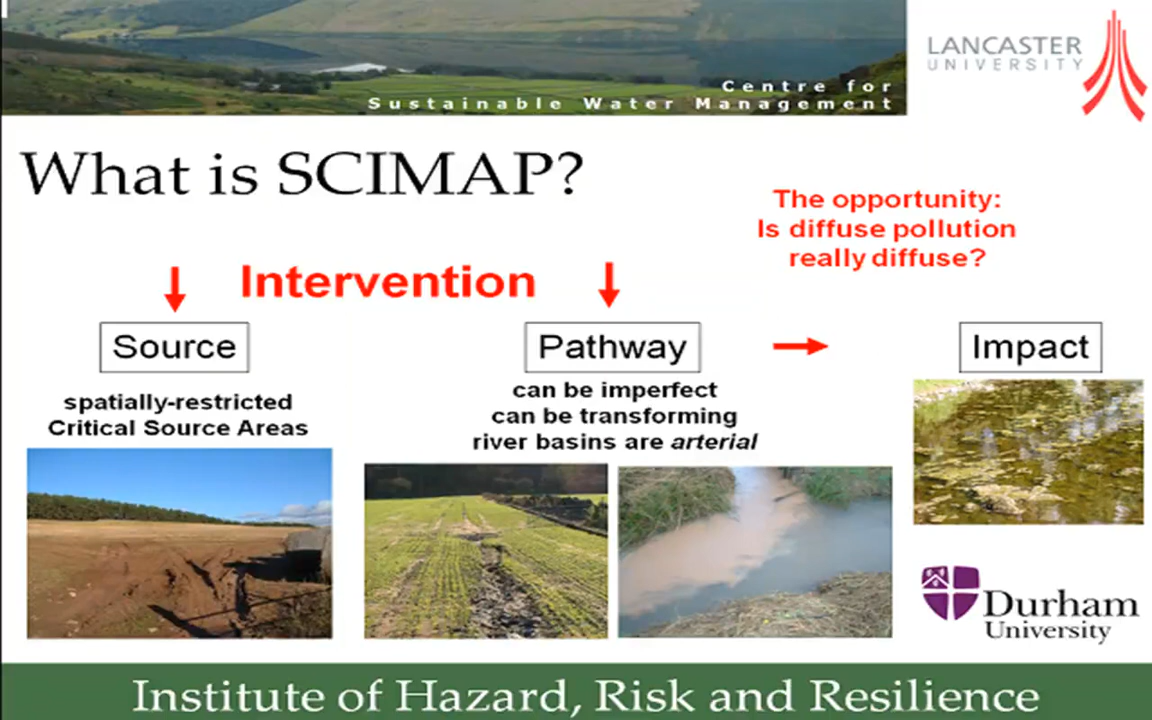 Centre for
Sustainable Water Management
LANCASTER
UNIVERSITY
What is SCIMAP?
The opportunity:
Is diffuse pollution
really diffuse?
Intervention
Source
Pathway
Impact
spatially-restricted
Critical Source Areas
can be imperfect
can be transforming
river basins are arterial
Durham
University
Institute of Hazard, Risk and Resilience